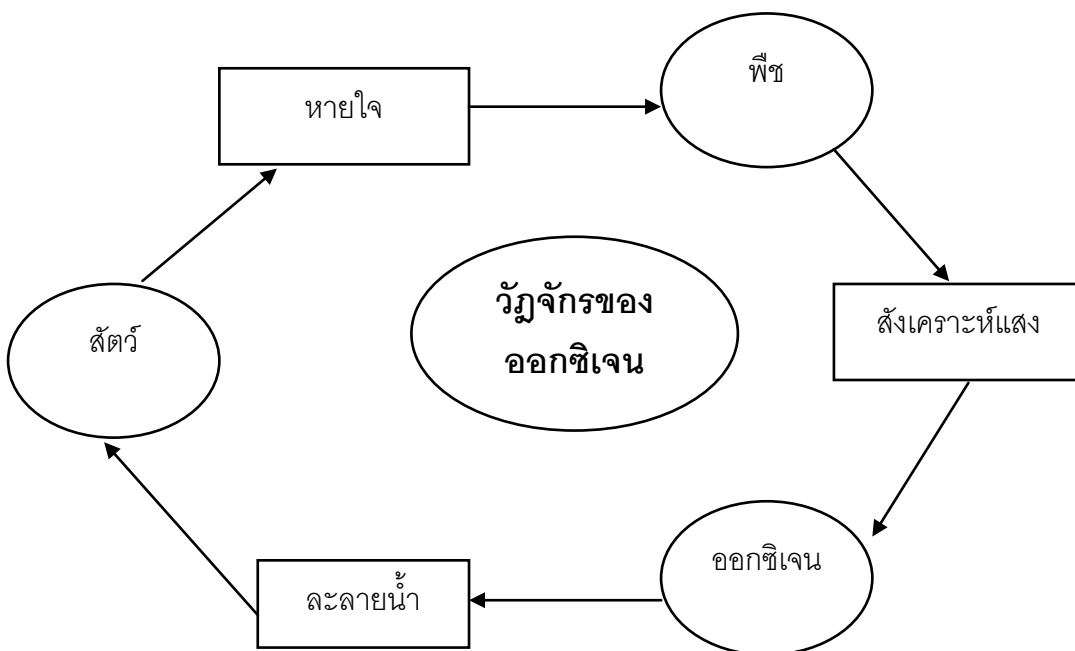 พืช
หายใจ
วัฎจักรของ
ออกซิเจน
สังเคราะห์แสง
สัตว์
ออกซิเจน
ละลายน้ำ